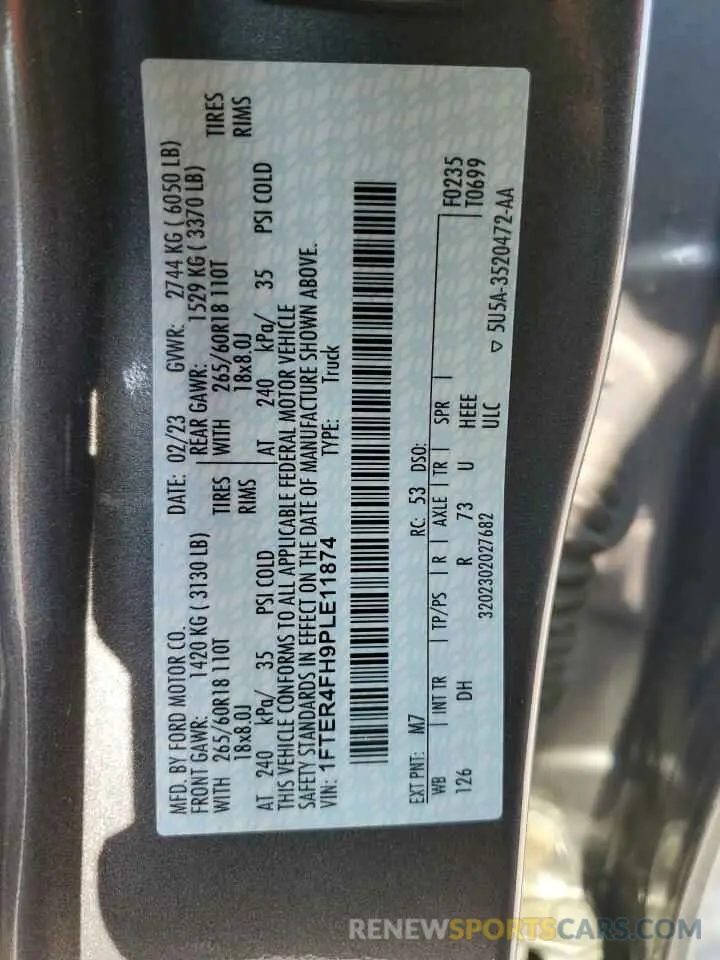 MFD. BY FORD MOTOR CO.
DATE: 02/23 GVWR: 2744 KG ( 6050 LB)
FRONT GAWR: 1420 KG ( 3130 LB) REAR GAWR: 1529 KG ( 3370 LB)
WITH 265/60R18 110T TIRES WITH 265/60R18 110T TIRES
18x8.0J RIMS 18x8.0J RIMS
AT 240 kPa/ 35 PSI COLD AT 240 kPa/ 35 PSI COLD
THIS VEHICLE CONFORMS TO ALL APPLICABLE FEDERAL MOTOR VEHICLE
SAFETY STANDARDS IN EFFECT ON THE DATE OF MANUFACTURE SHOWN ABOVE.
VIN: 1FTER4FH9PLE11874 TYPE: Truck
EXT PNT: M7 RC: 53 DSO: F0235
WB INT TR TP/PS R AXLE TR SPR T0699
126 DH R 73 U HEEE
3202302027682 ULC
5U5A-3520472-AA
RENEWSPORTSCARS.COM